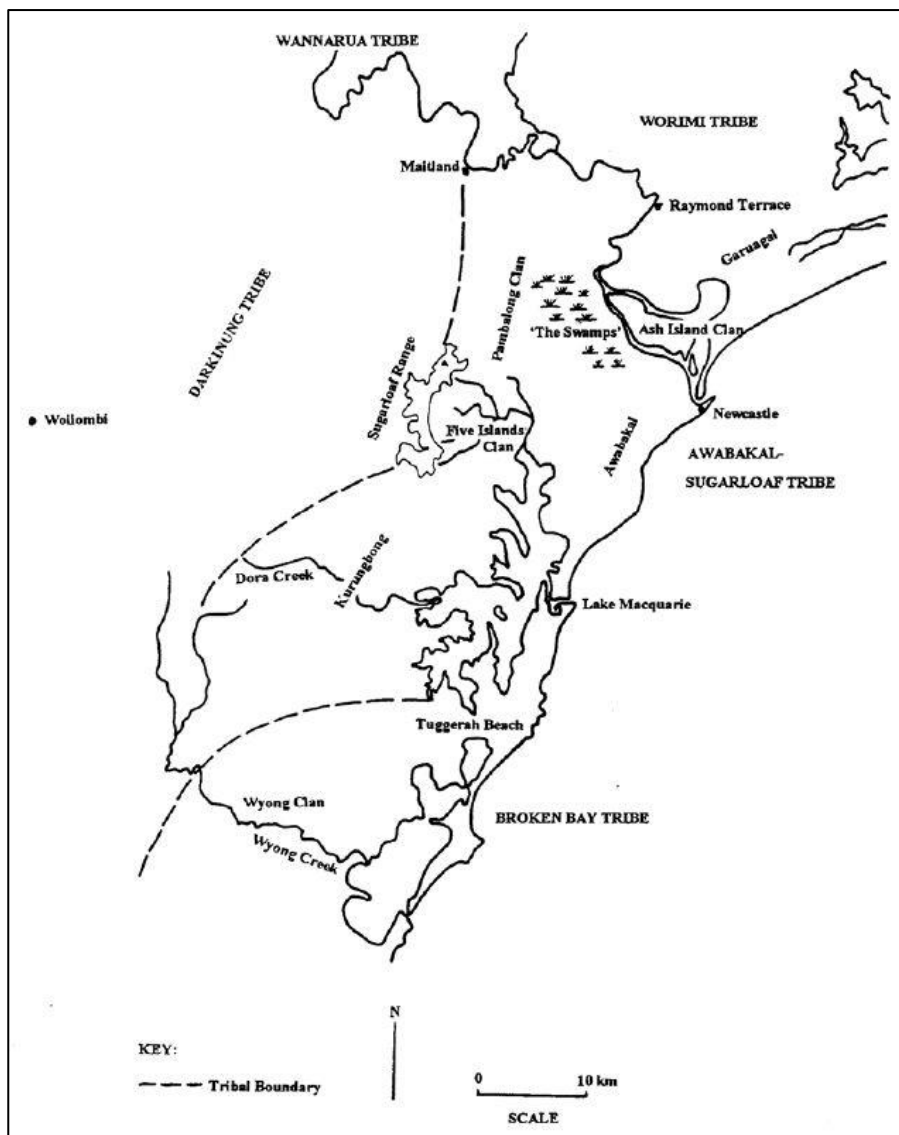 WANNARUA TRIBE
WORIMI TRIBE
Maitland
Raymond Terrace
Garuagal
DARKINUNG TRIBE
Pambalong Clan
'The Swamps'
Ash Island Clan
Sugarloaf Range
Wollombi
Newcastle
Five Islands
Clan
Awabakal
AWABAKAL-
SUGARLOAF TRIBE
Dora Creek
Kurungbong
Lake Macquarie
Tuggerah Beach
Wyong Clan
BROKEN BAY TRIBE
Wyong Creek
N
KEY:
Tribal Boundary
0 10 km
SCALE